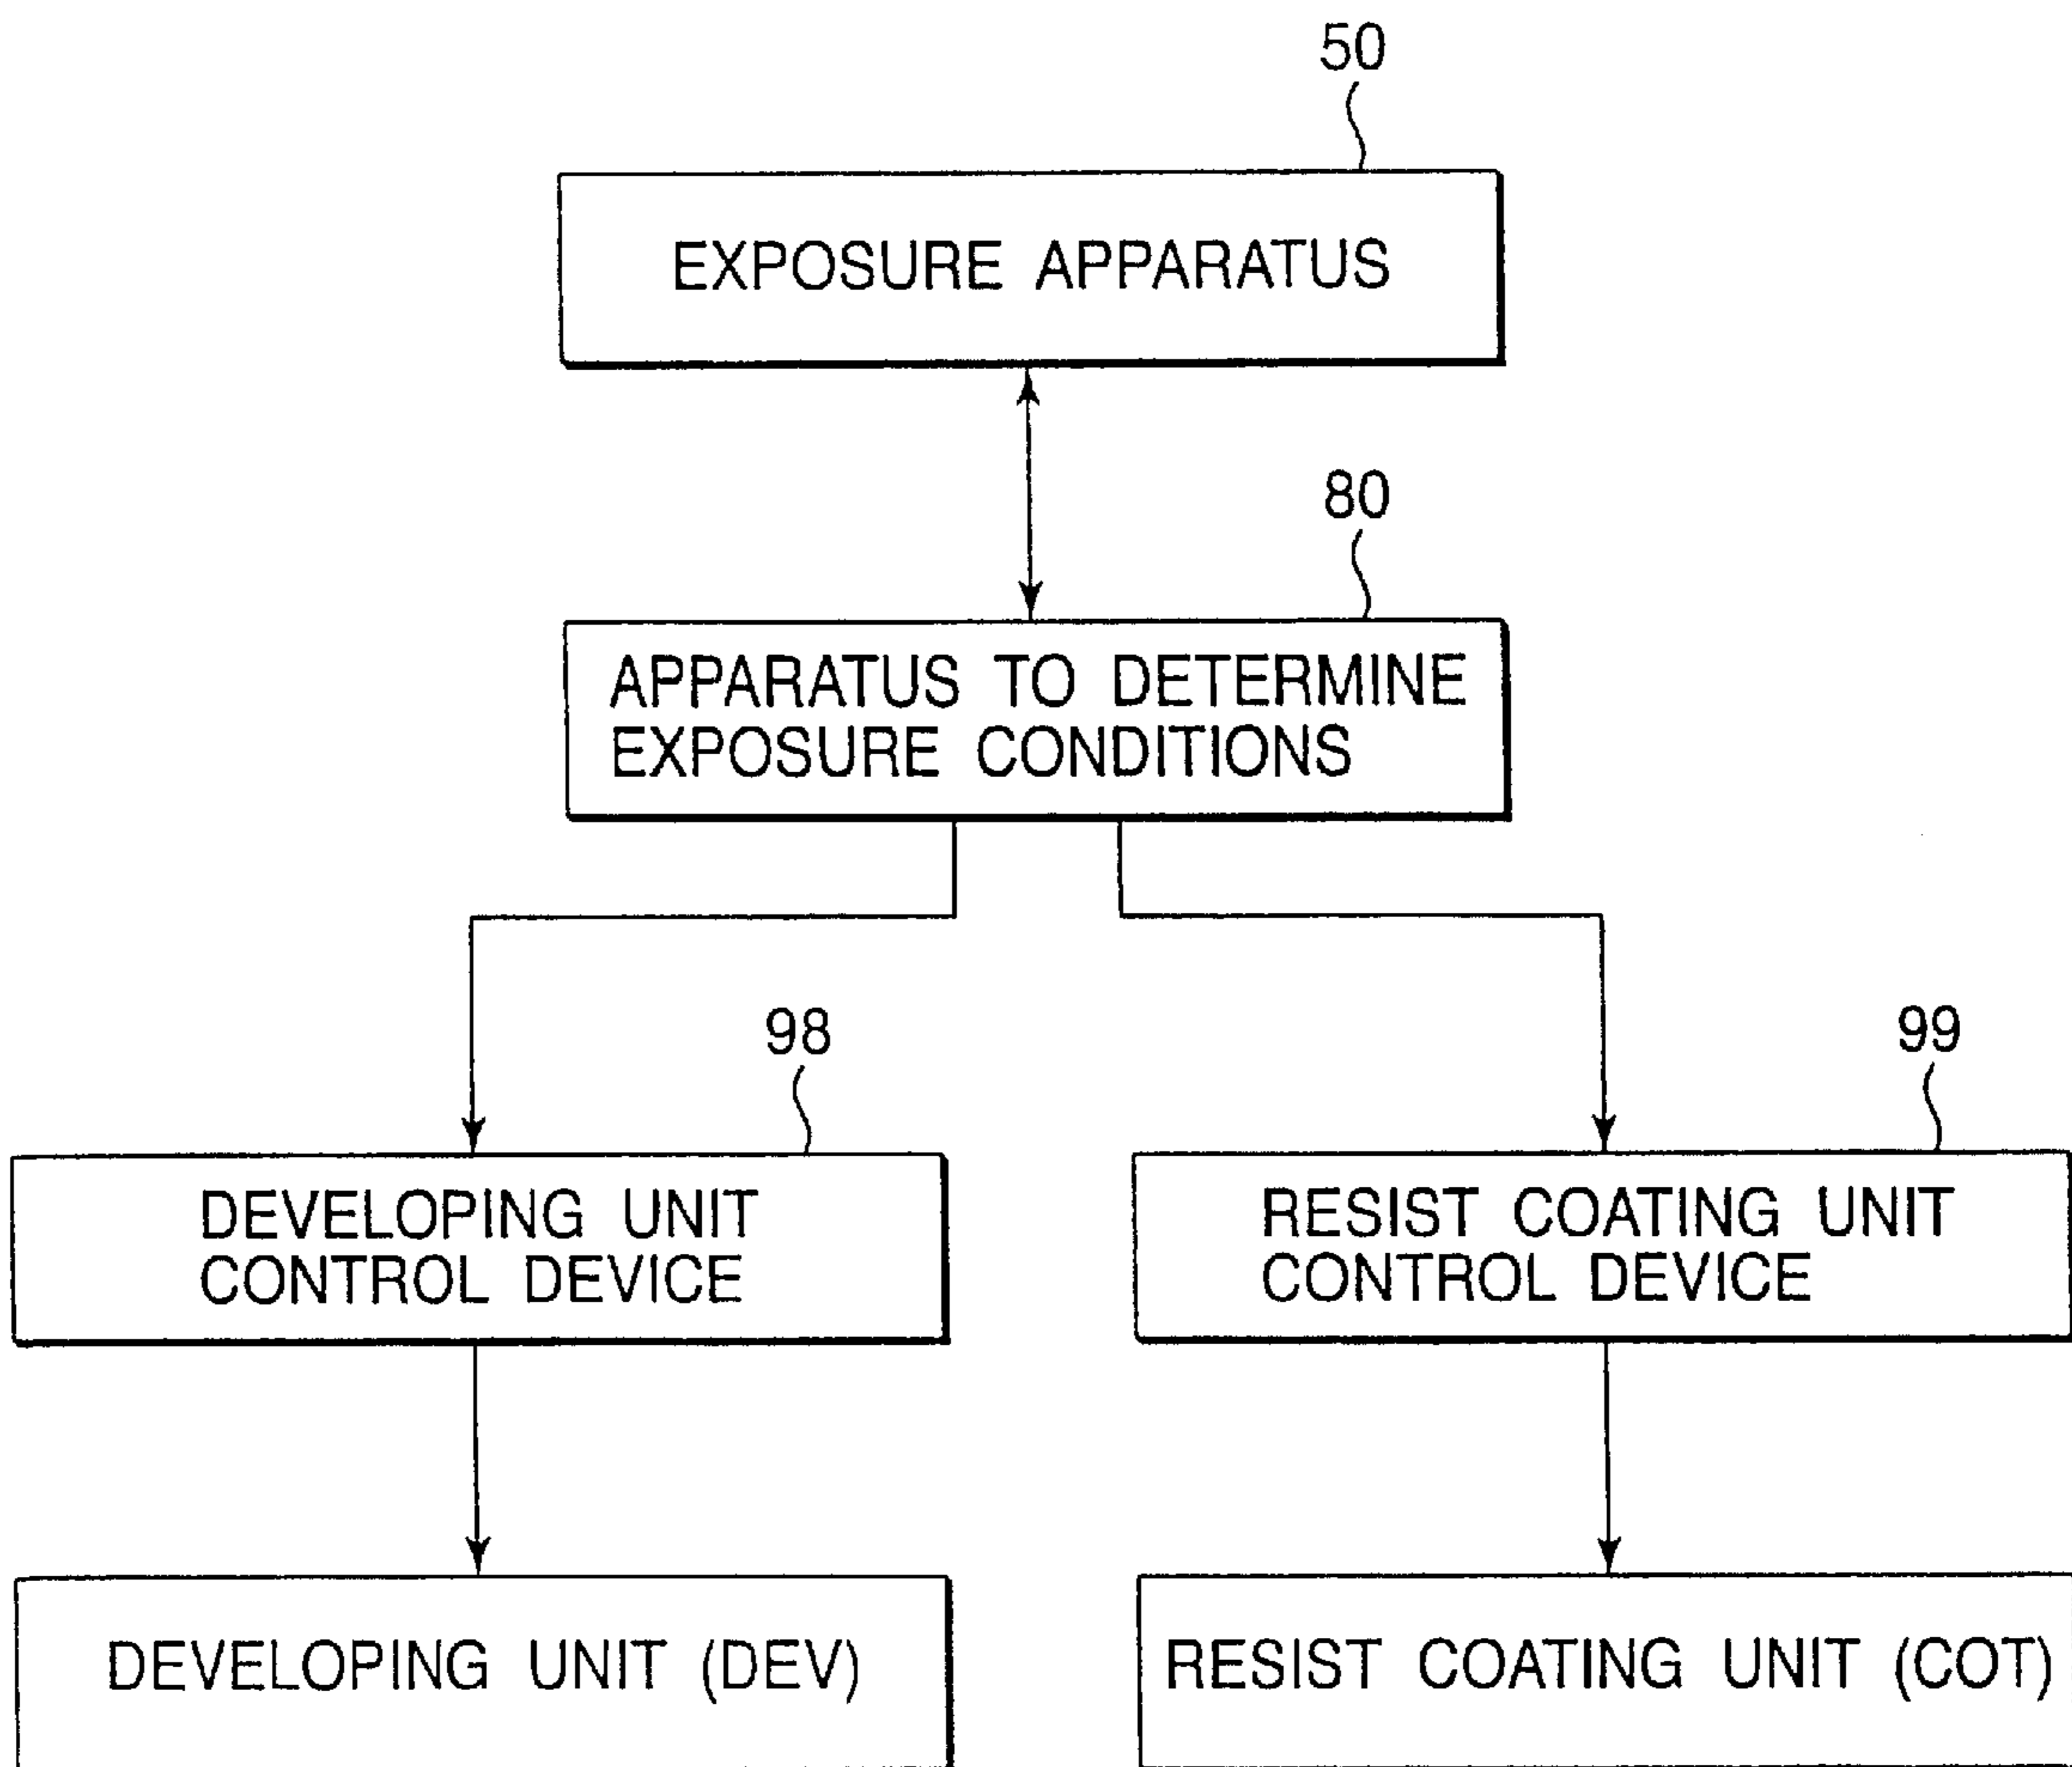 50
EXPOSURE APPARATUS
80
APPARATUS TO DETERMINE
EXPOSURE CONDITIONS
98
DEVELOPING UNIT
CONTROL DEVICE
99
RESIST COATING UNIT
CONTROL DEVICE
DEVELOPING UNIT (DEV)
RESIST COATING UNIT (COT)